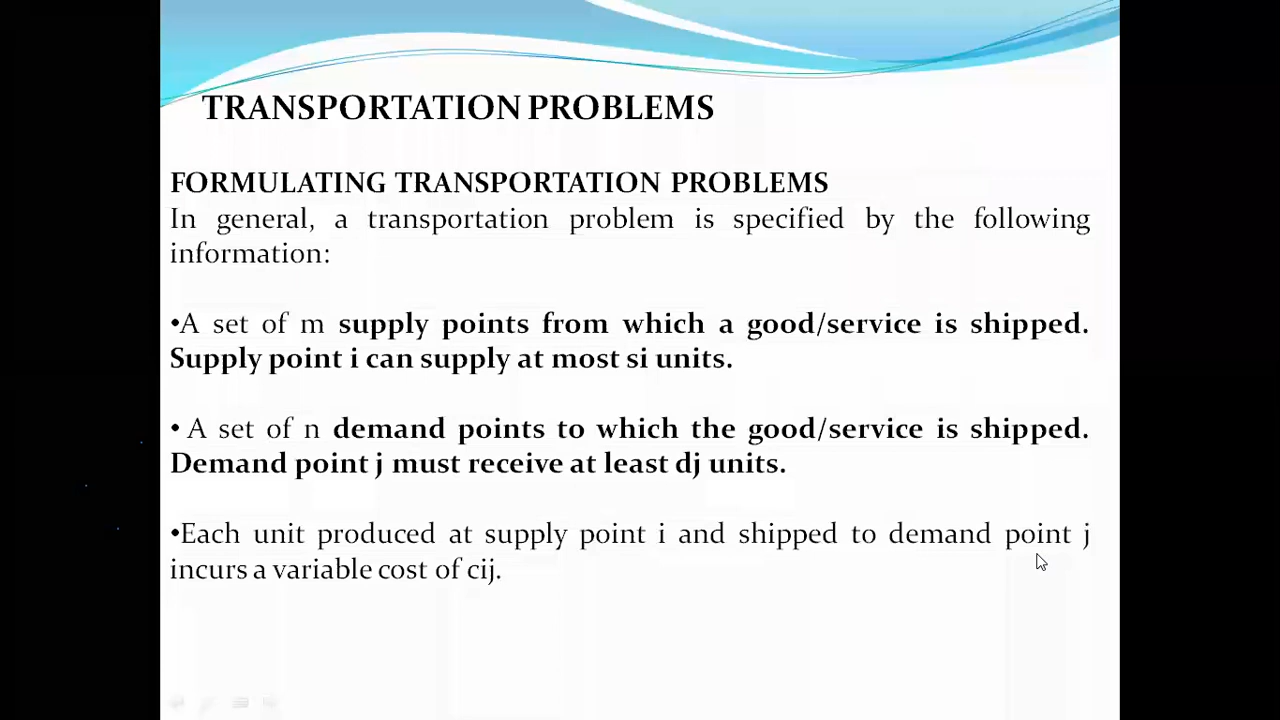 TRANSPORTATION PROBLEMS
FORMULATING TRANSPORTATION PROBLEMS
In general, a transportation problem is specified by the following
information:
•A set of m supply points from which a good/service is shipped.
Supply point i can supply at most si units.
• A set of n demand points to which the good/service is shipped.
Demand point j must receive at least dj units.
•Each unit produced at supply point i and shipped to demand point j
incurs a variable cost of cij.